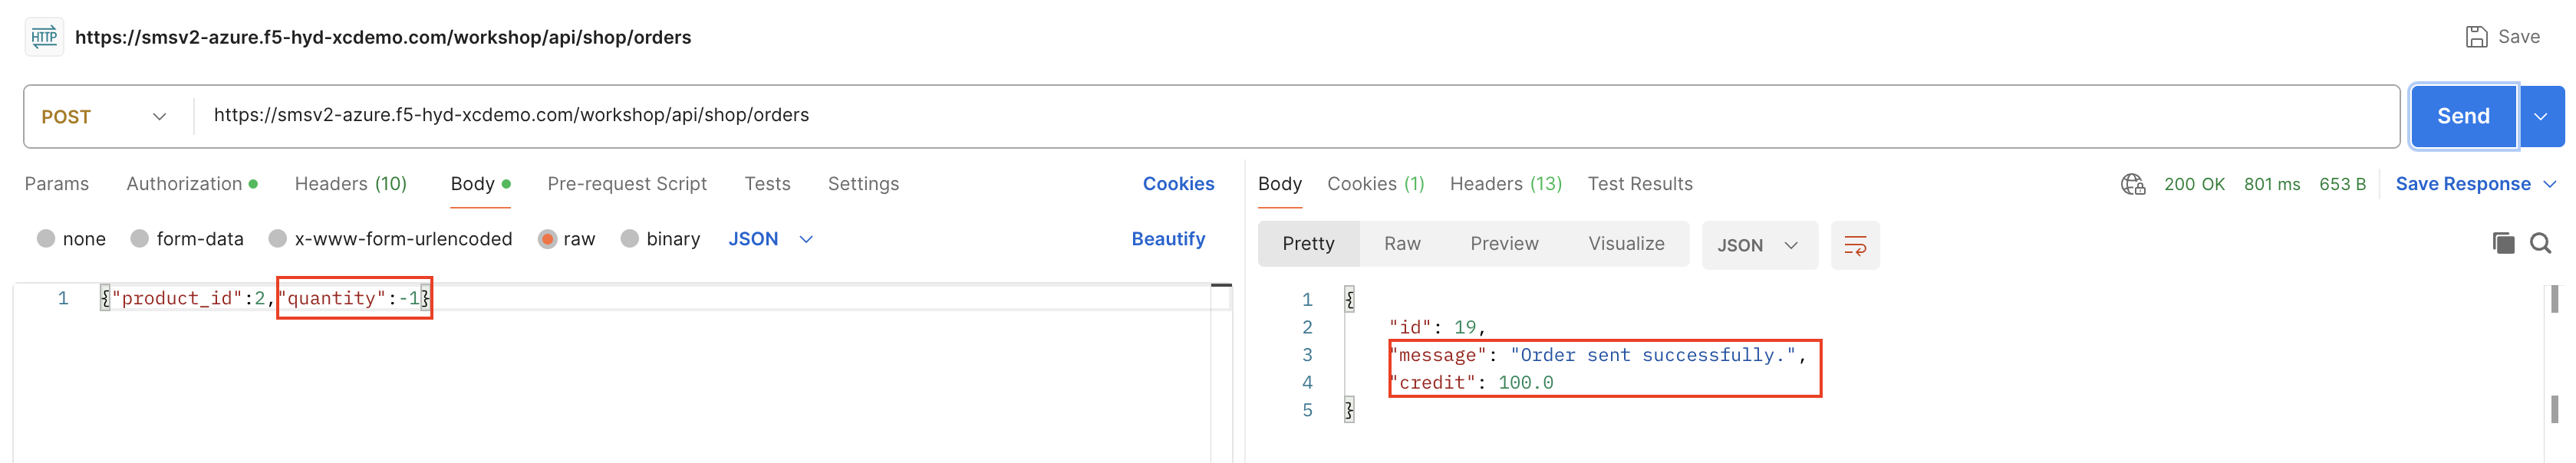 HTTP https://smsv2-azure.f5-hyd-xcdemo.com/workshop/api/shop/orders Save
POST https://smsv2-azure.f5-hyd-xcdemo.com/workshop/api/shop/orders Send
Params Authorization Headers (10) Body Pre-request Script Tests Settings Cookies
none form-data x-www-form-urlencoded raw binary JSON Beautify
1 {"product_id":2,"quantity":-1}
Body Cookies (1) Headers (13) Test Results 200 OK 801 ms 653 B Save Response
Pretty Raw Preview Visualize JSON
1 {
2 "id": 19,
3 "message": "Order sent successfully.",
4 "credit": 100.0
5 }